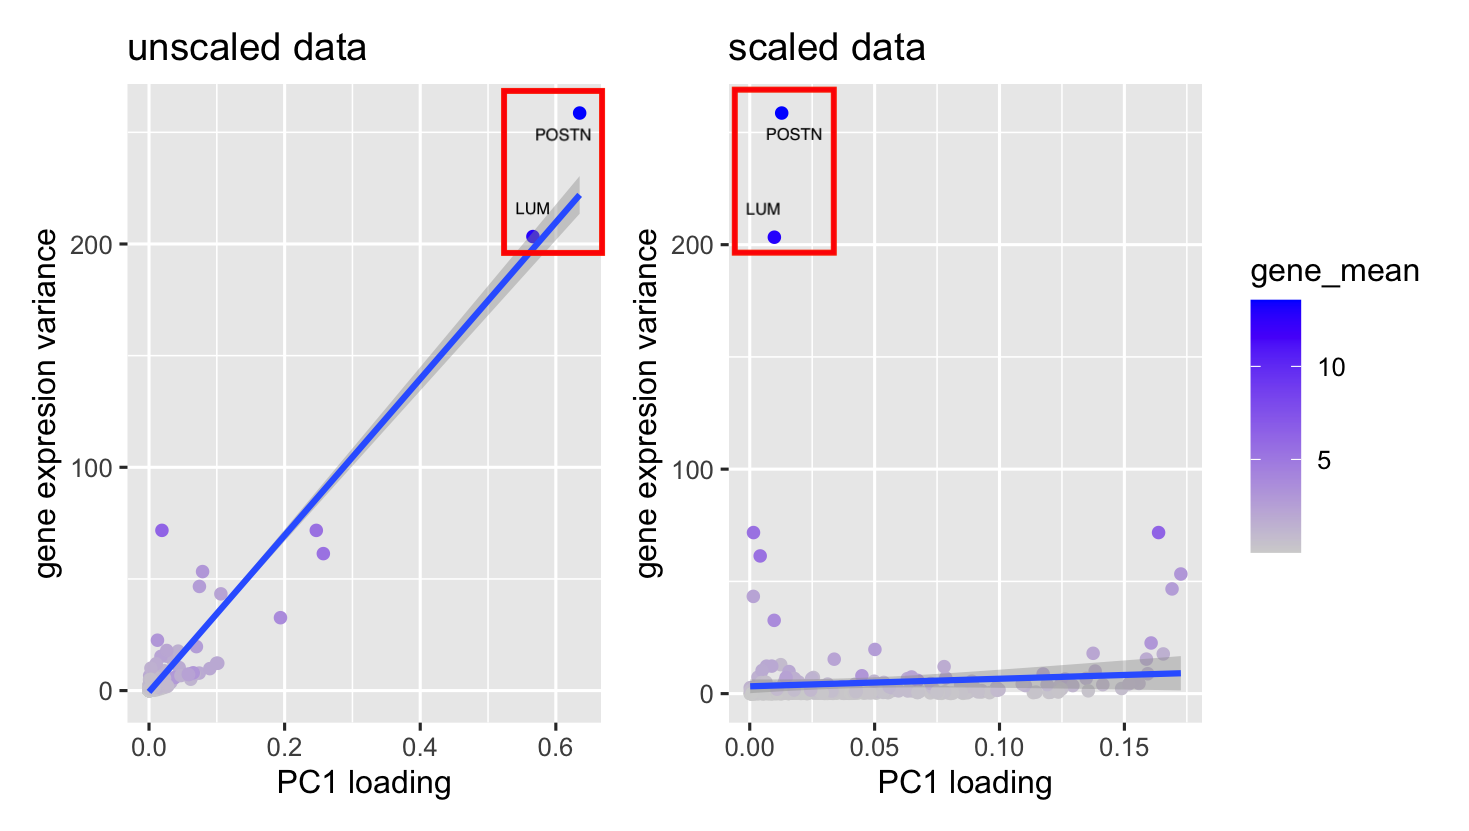 unscaled data
POSTN
LUM
200
100
0
gene expresion variance
0.0
0.2
0.4
0.6
PC1 loading
scaled data
POSTN
LUM
200
100
0
gene expresion variance
0.00
0.05
0.10
0.15
PC1 loading
gene_mean
10
5